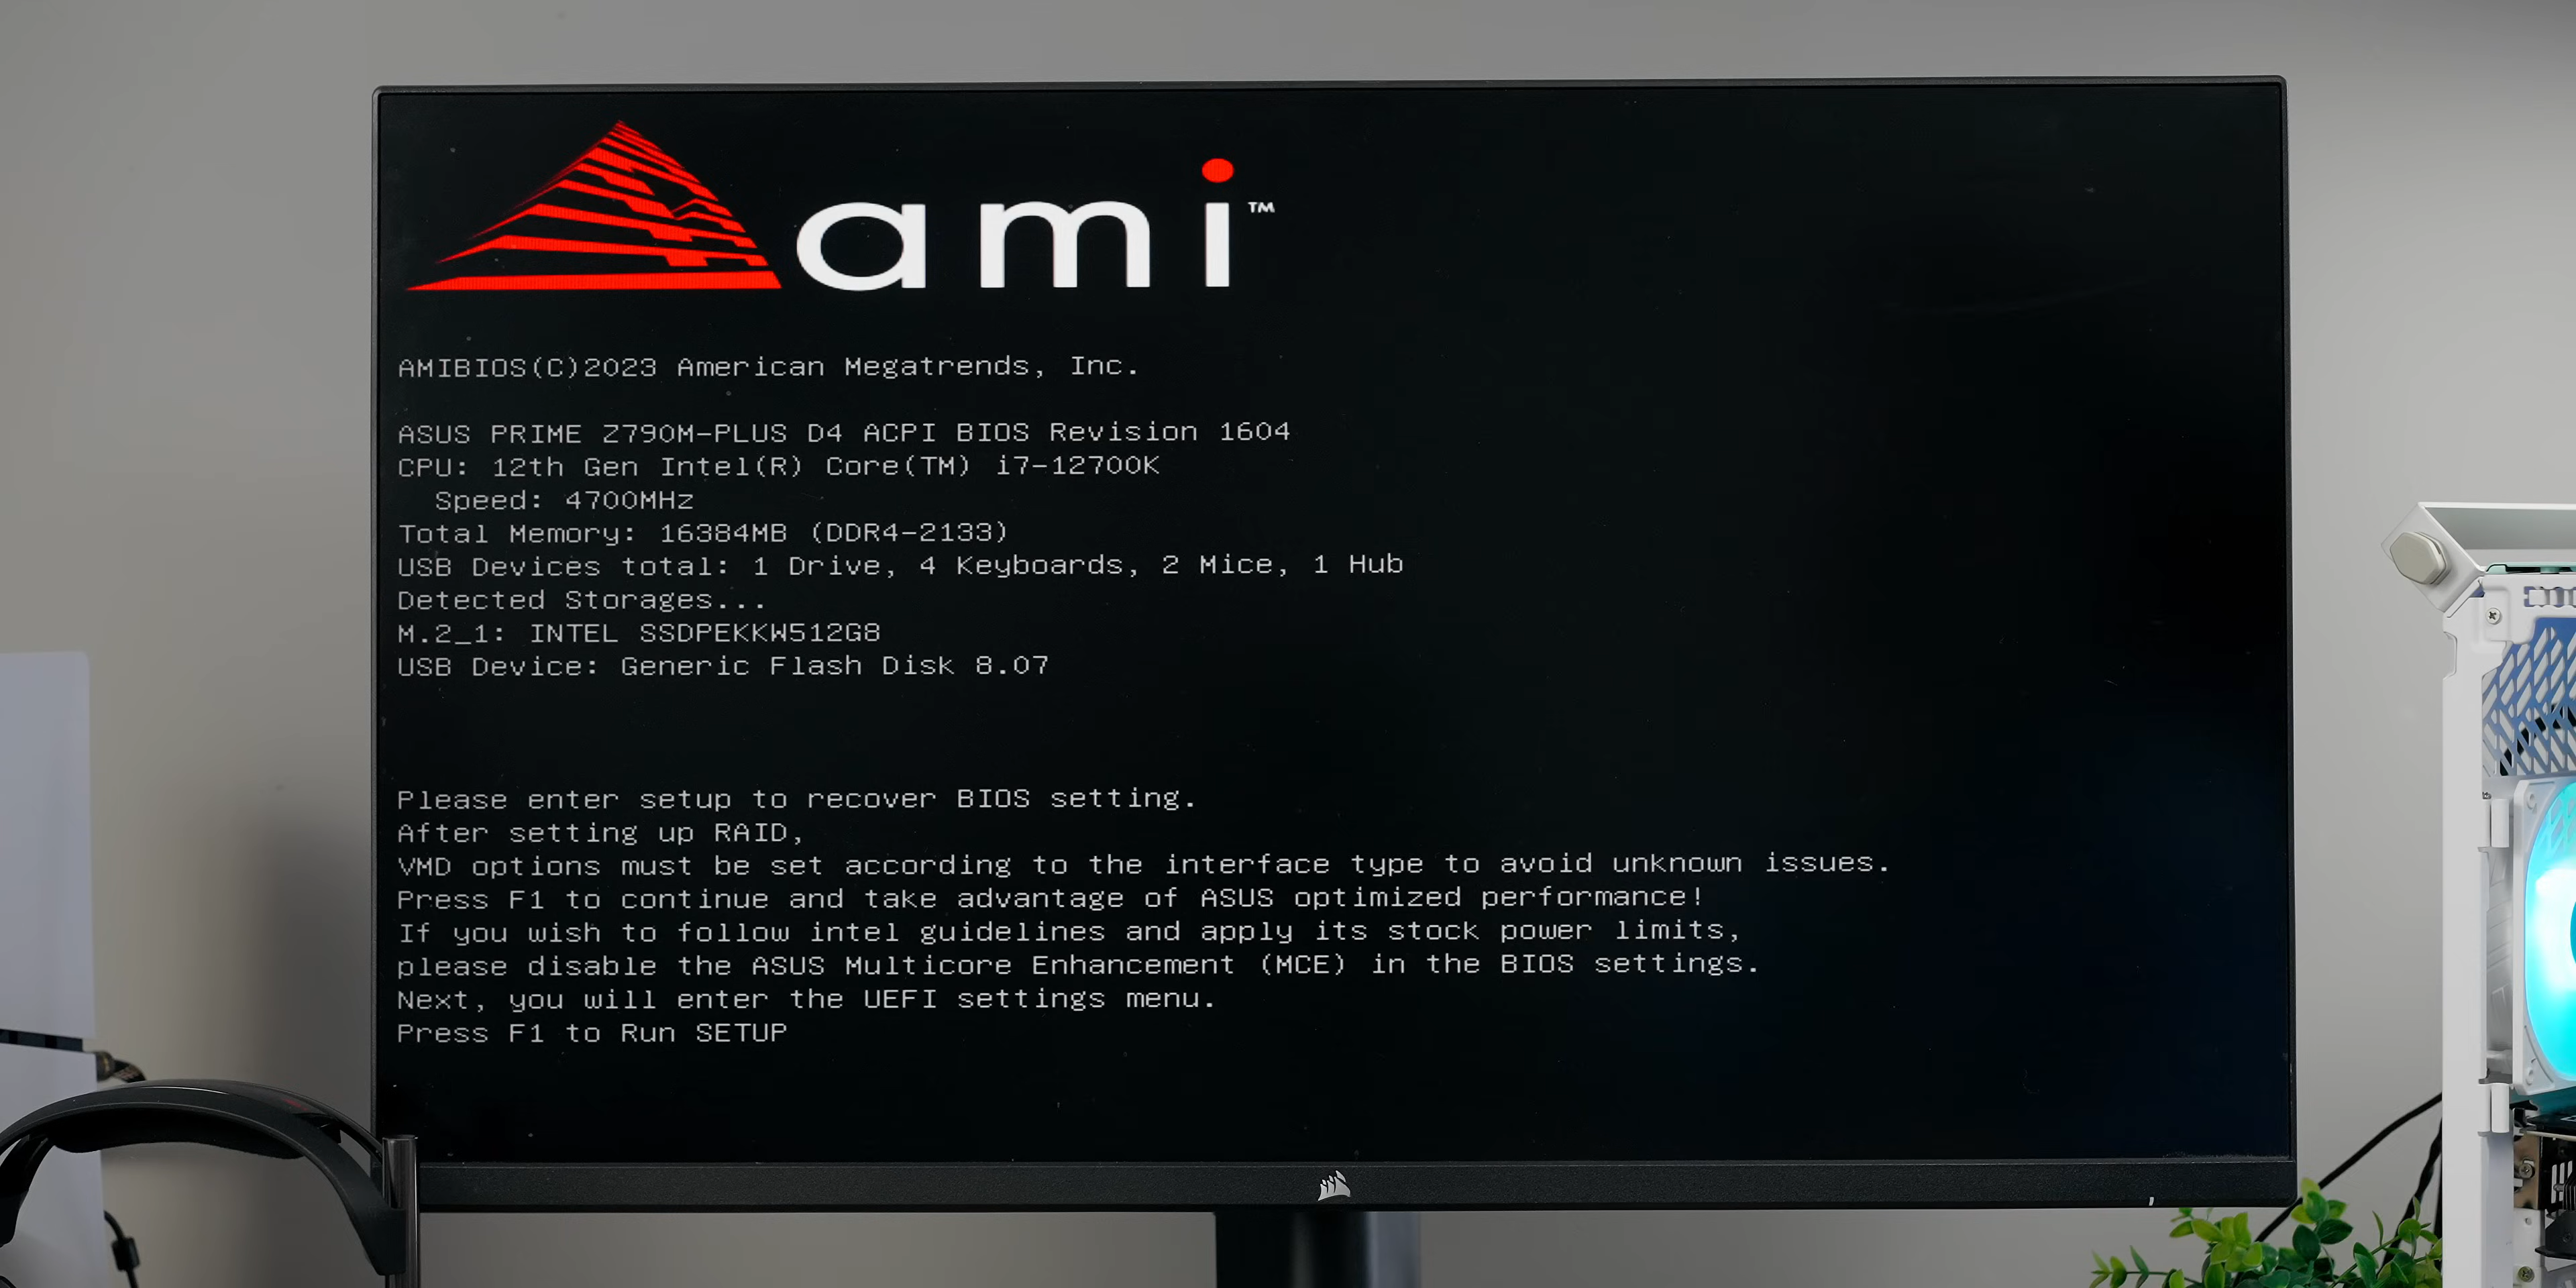 ami™
AMIBIOS(C)2023 American Megatrends, Inc.
ASUS PRIME Z790M-PLUS D4 ACPI BIOS Revision 1604
CPU: 12th Gen Intel(R) Core(TM) i7-12700K
Speed: 4700MHz
Total Memory: 16384MB (DDR4-2133)
USB Devices total: 1 Drive, 4 Keyboards, 2 Mice, 1 Hub
Detected Storages...
M.2_1: INTEL SSDPEKKW512G8
USB Device: Generic Flash Disk 8.07
Please enter setup to recover BIOS setting.
After setting up RAID,
VMD options must be set according to the interface type to avoid unknown issues.
Press F1 to continue and take advantage of ASUS optimized performance!
If you wish to follow intel guidelines and apply its stock power limits,
please disable the ASUS Multicore Enhancement (MCE) in the BIOS settings.
Next, you will enter the UEFI settings menu.
Press F1 to Run SETUP